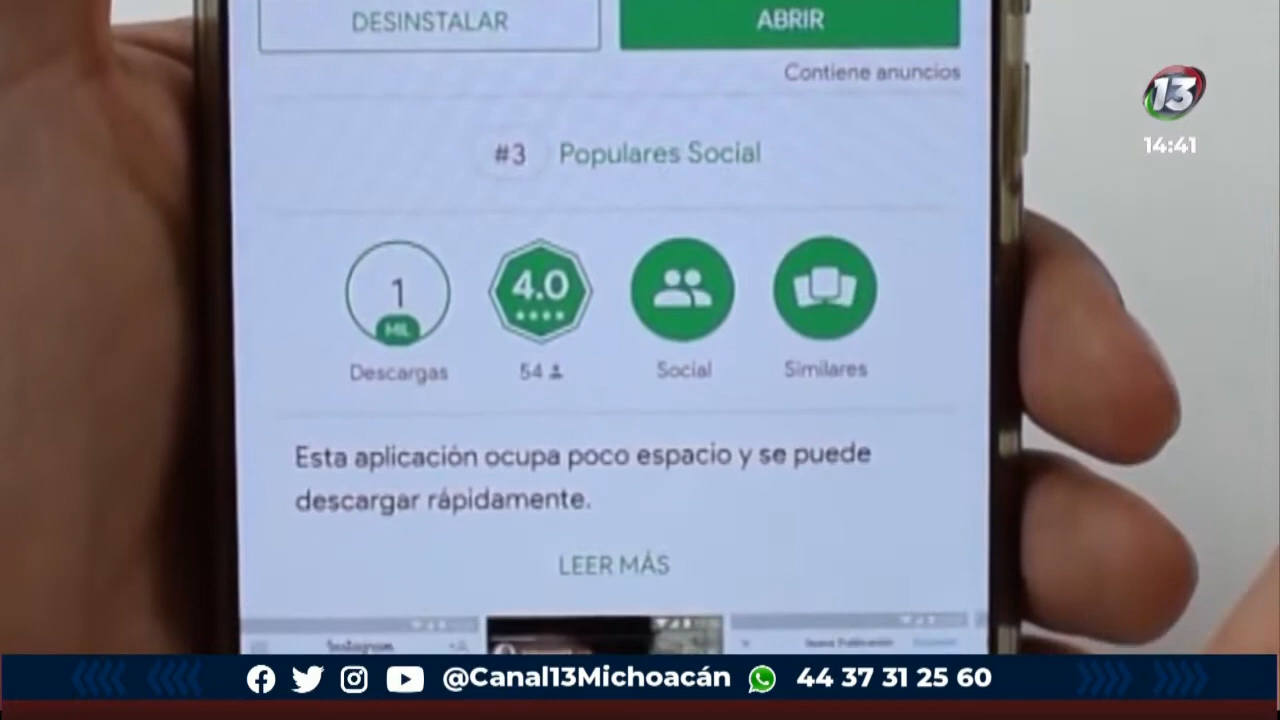 DESINSTALAR
ABRIR
Contiene anuncios
13
14:41
#3 Populares Social
1
MIL
4.0
Descargas
54
Social
Similares
Esta aplicación ocupa poco espacio y se puede
descargar rápidamente.
LEER MÁS
Instagram
@Canal13Michoacán
44 37 31 25 60